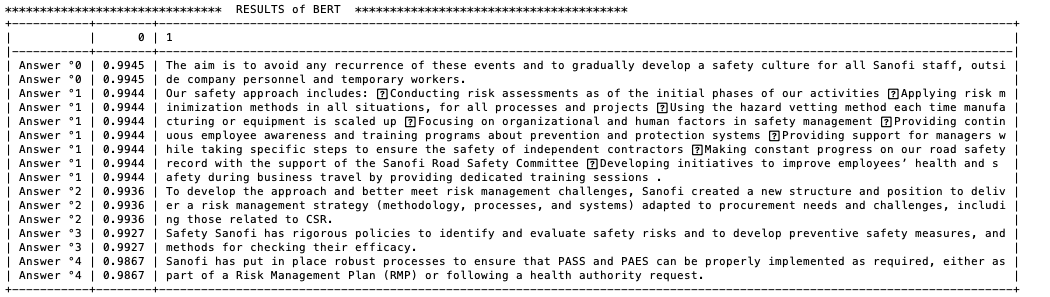 ******************************* RESULTS of BERT ***************************************
| | 0 | 1 |
| Answer °0 | 0.9945 | The aim is to avoid any recurrence of these events and to gradually develop a safety culture for all Sanofi staff, outsi |
| Answer °0 | 0.9945 | de company personnel and temporary workers. |
| Answer °1 | 0.9944 | Our safety approach includes: ⍰Conducting risk assessments as of the initial phases of our activities ⍰Applying risk m |
| Answer °1 | 0.9944 | inimization methods in all situations, for all processes and projects ⍰Using the hazard vetting method each time manufa |
| Answer °1 | 0.9944 | cturing or equipment is scaled up ⍰Focusing on organizational and human factors in safety management ⍰Providing contin |
| Answer °1 | 0.9944 | uous employee awareness and training programs about prevention and protection systems ⍰Providing support for managers w |
| Answer °1 | 0.9944 | hile taking specific steps to ensure the safety of independent contractors ⍰Making constant progress on our road safety |
| Answer °1 | 0.9944 | record with the support of the Sanofi Road Safety Committee ⍰Developing initiatives to improve employees’ health and s |
| Answer °1 | 0.9944 | afety during business travel by providing dedicated training sessions . |
| Answer °2 | 0.9936 | To develop the approach and better meet risk management challenges, Sanofi created a new structure and position to deliv |
| Answer °2 | 0.9936 | er a risk management strategy (methodology, processes, and systems) adapted to procurement needs and challenges, includi |
| Answer °2 | 0.9936 | ng those related to CSR. |
| Answer °3 | 0.9927 | Safety Sanofi has rigorous policies to identify and evaluate safety risks and to develop preventive safety measures, and |
| Answer °3 | 0.9927 | methods for checking their efficacy. |
| Answer °4 | 0.9867 | Sanofi has put in place robust processes to ensure that PASS and PAES can be properly implemented as required, either as |
| Answer °4 | 0.9867 | part of a Risk Management Plan (RMP) or following a health authority request. |